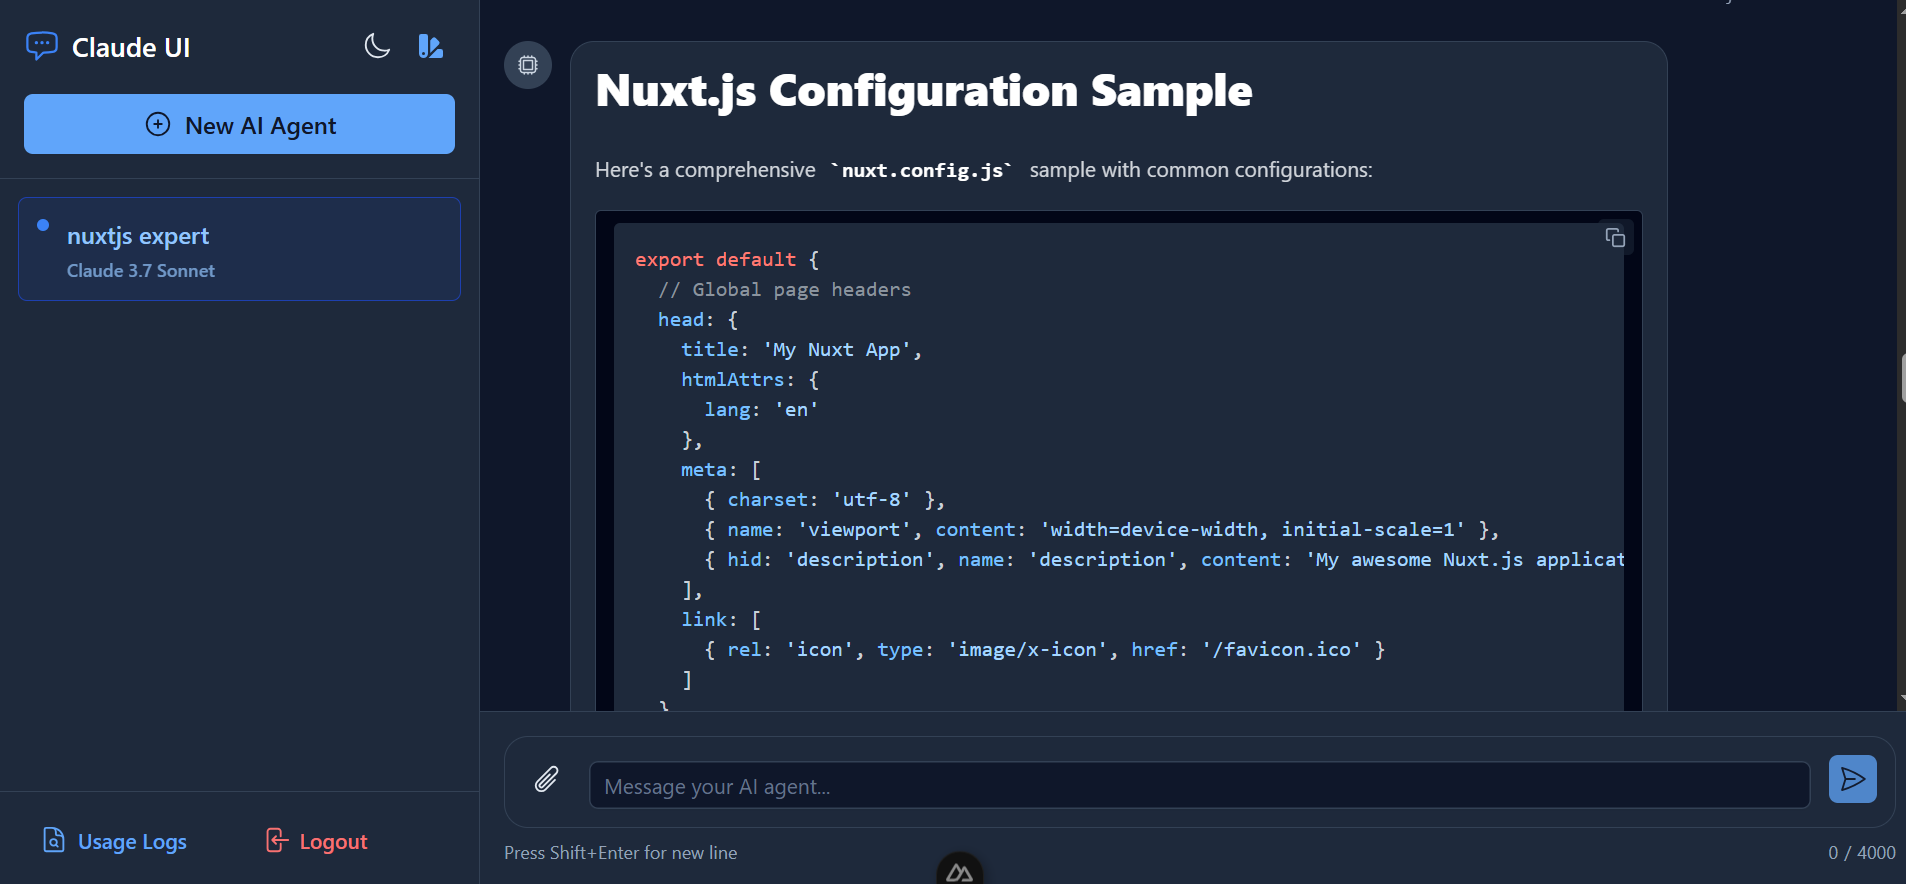 Claude UI
New AI Agent
nuxtjs expert
Claude 3.7 Sonnet
Usage Logs
Logout
Nuxt.js Configuration Sample
Here's a comprehensive `nuxt.config.js` sample with common configurations:
export default {
  // Global page headers
  head: {
    title: 'My Nuxt App',
    htmlAttrs: {
      lang: 'en'
    },
    meta: [
      { charset: 'utf-8' },
      { name: 'viewport', content: 'width=device-width, initial-scale=1' },
      { hid: 'description', name: 'description', content: 'My awesome Nuxt.js applicat
    ],
    link: [
      { rel: 'icon', type: 'image/x-icon', href: '/favicon.ico' }
    ]
  }
Message your AI agent...
Press Shift+Enter for new line
0 / 4000